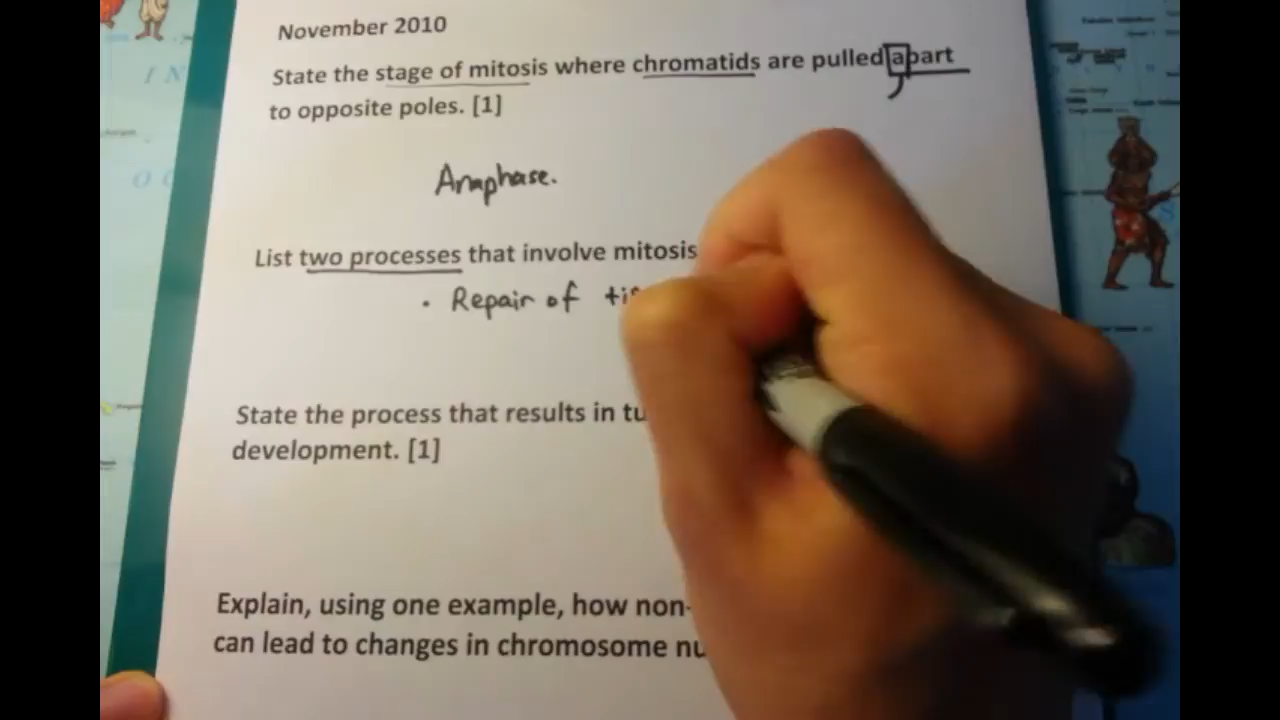 November 2010
State the stage of mitosis where chromatids are pulled apart
to opposite poles. [1]
Anaphase.
List two processes that involve mitosis
• Repair of
State the process that results in
development. [1]
Explain, using one example, how non-
can lead to changes in chromosome